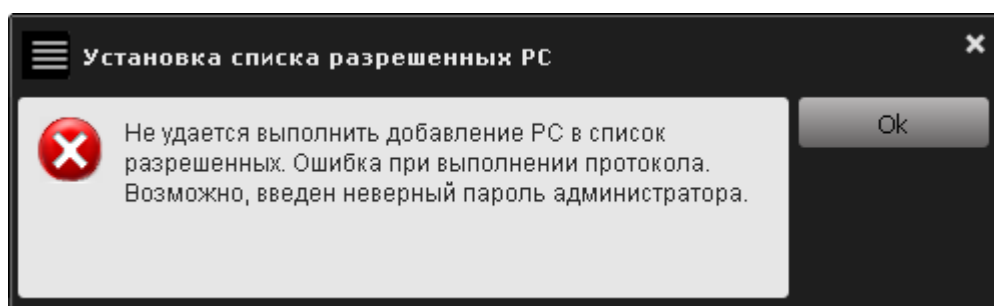 Установка списка разрешенных РС
Не удается выполнить добавление РС в список
разрешенных. Ошибка при выполнении протокола.
Возможно, введен неверный пароль администратора.
Ok